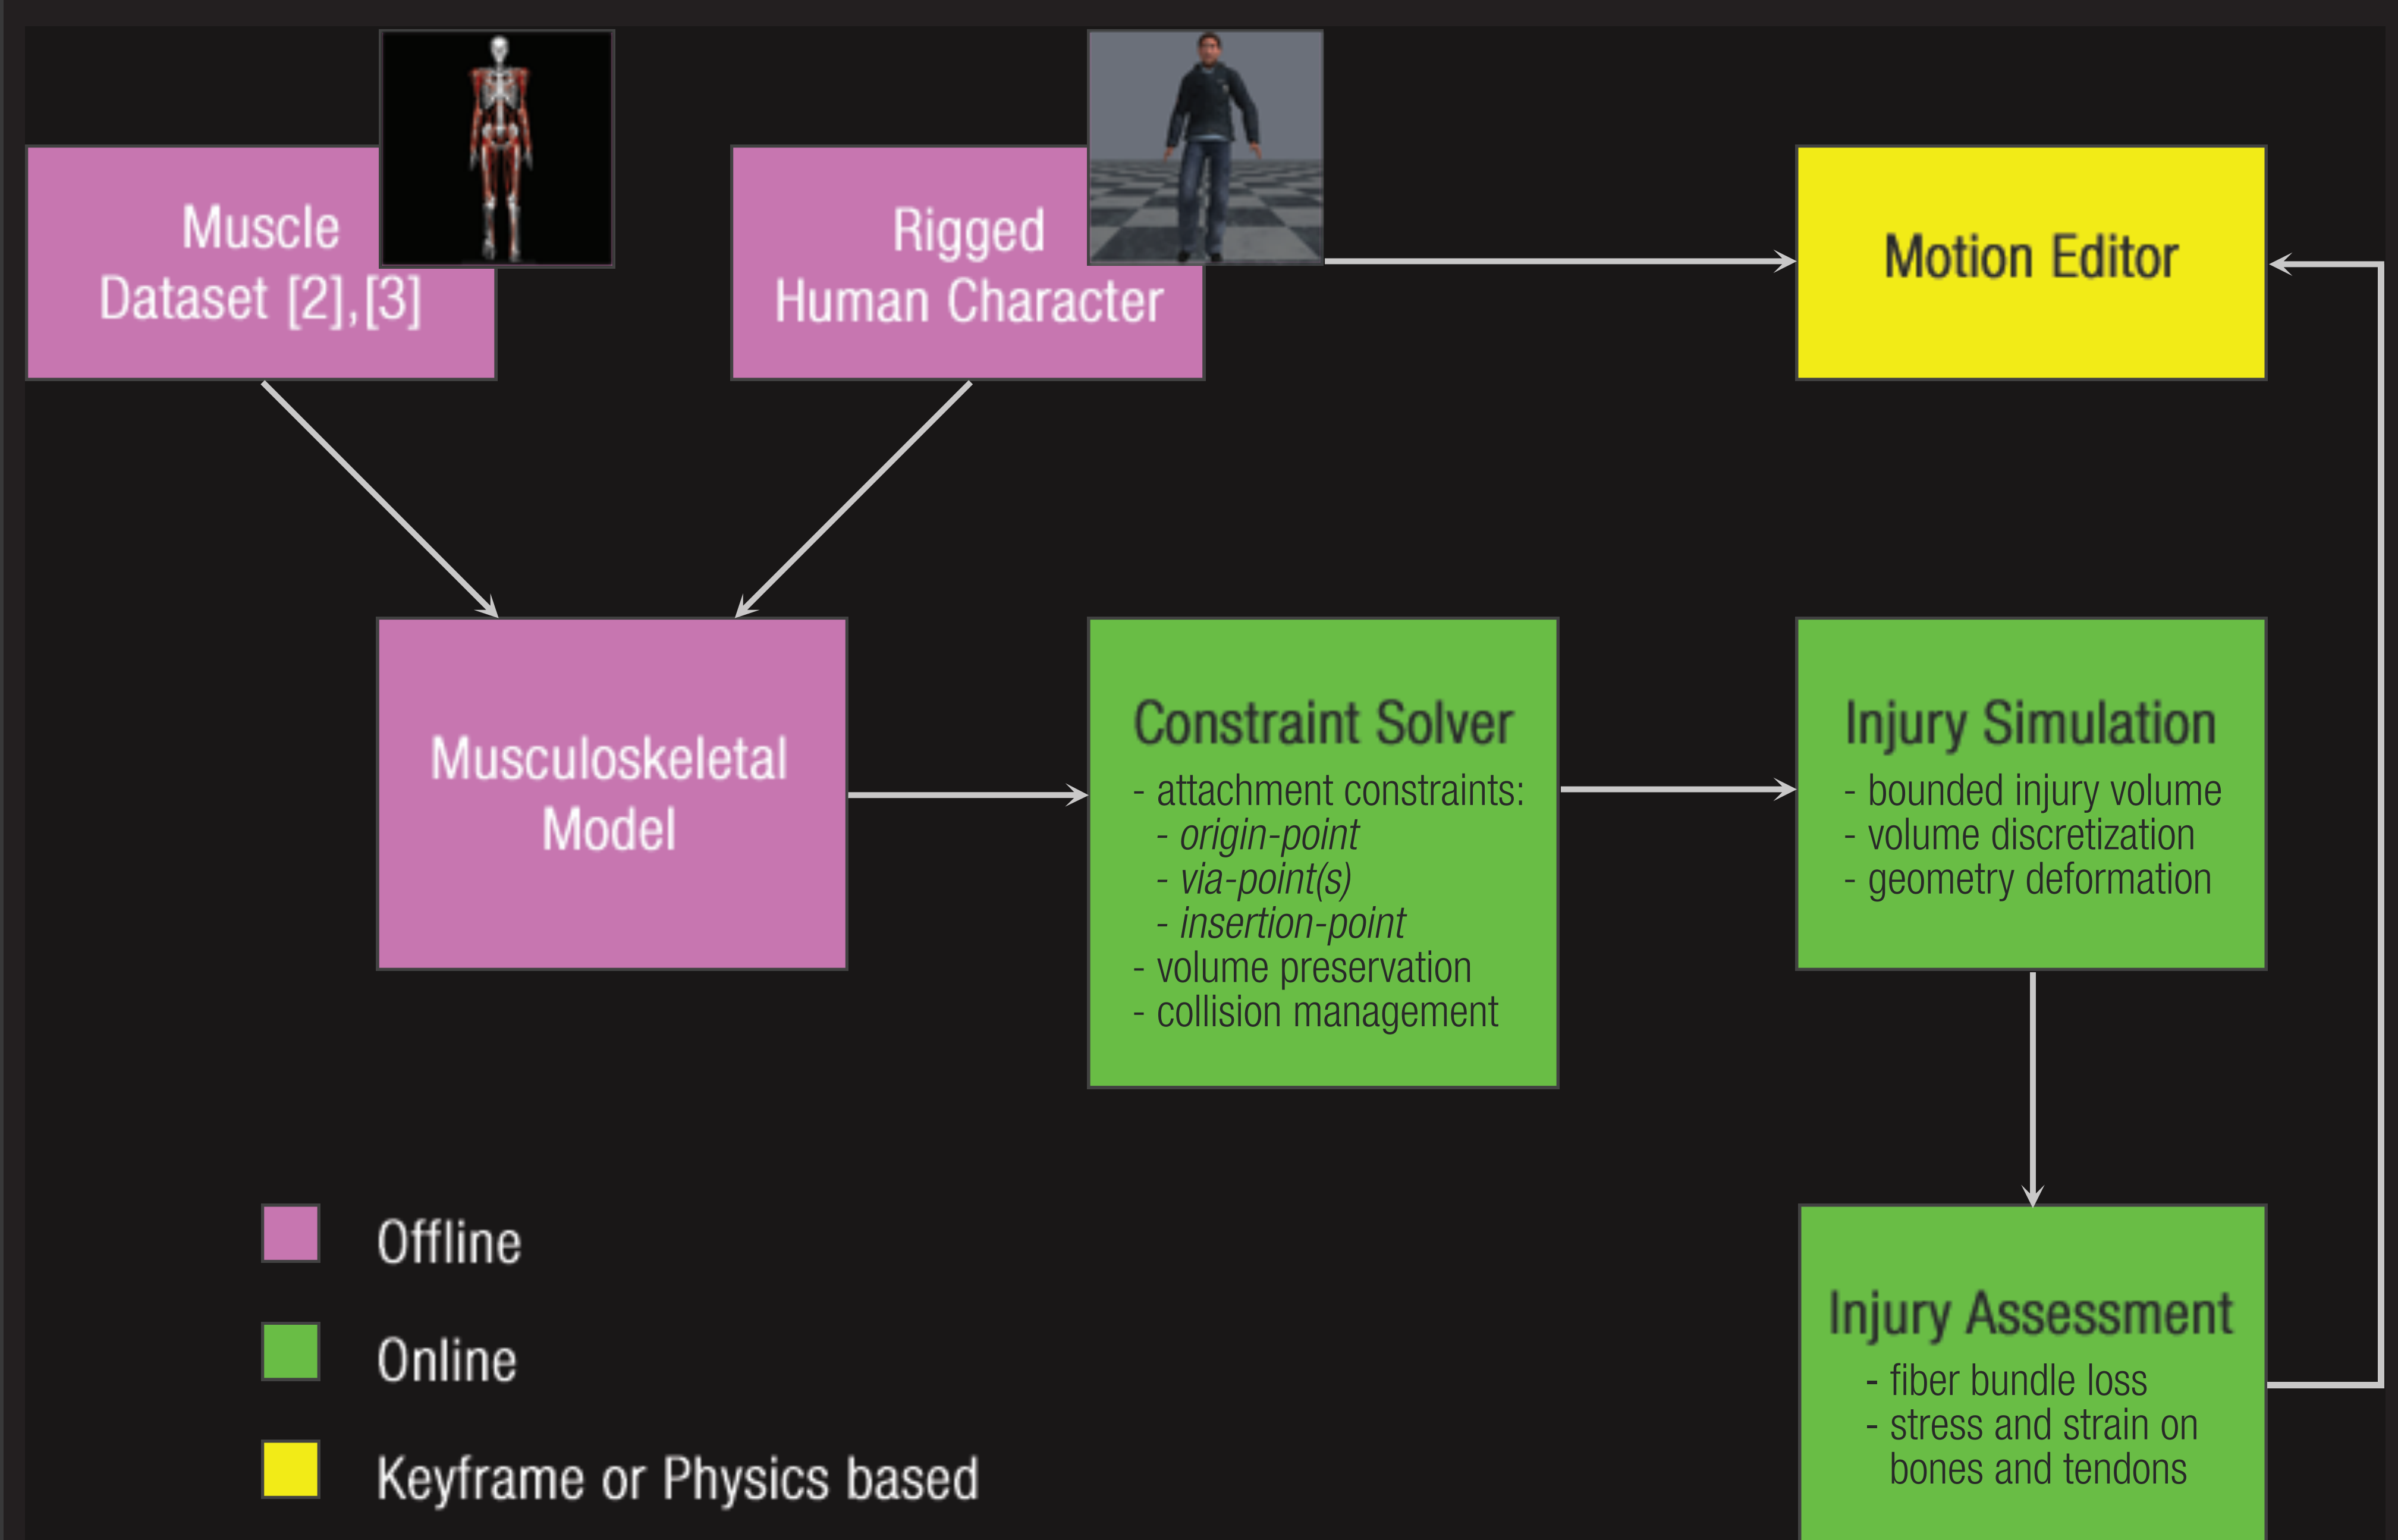 Muscle
Dataset [2],[3]
Rigged
Human Character
Motion Editor
Musculoskeletal
Model
Constraint Solver
- attachment constraints:
- origin-point
- via-point(s)
- insertion-point
- volume preservation
- collision management
Injury Simulation
- bounded injury volume
- volume discretization
- geometry deformation
Injury Assessment
- fiber bundle loss
- stress and strain on
bones and tendons
Offline
Online
Keyframe or Physics based